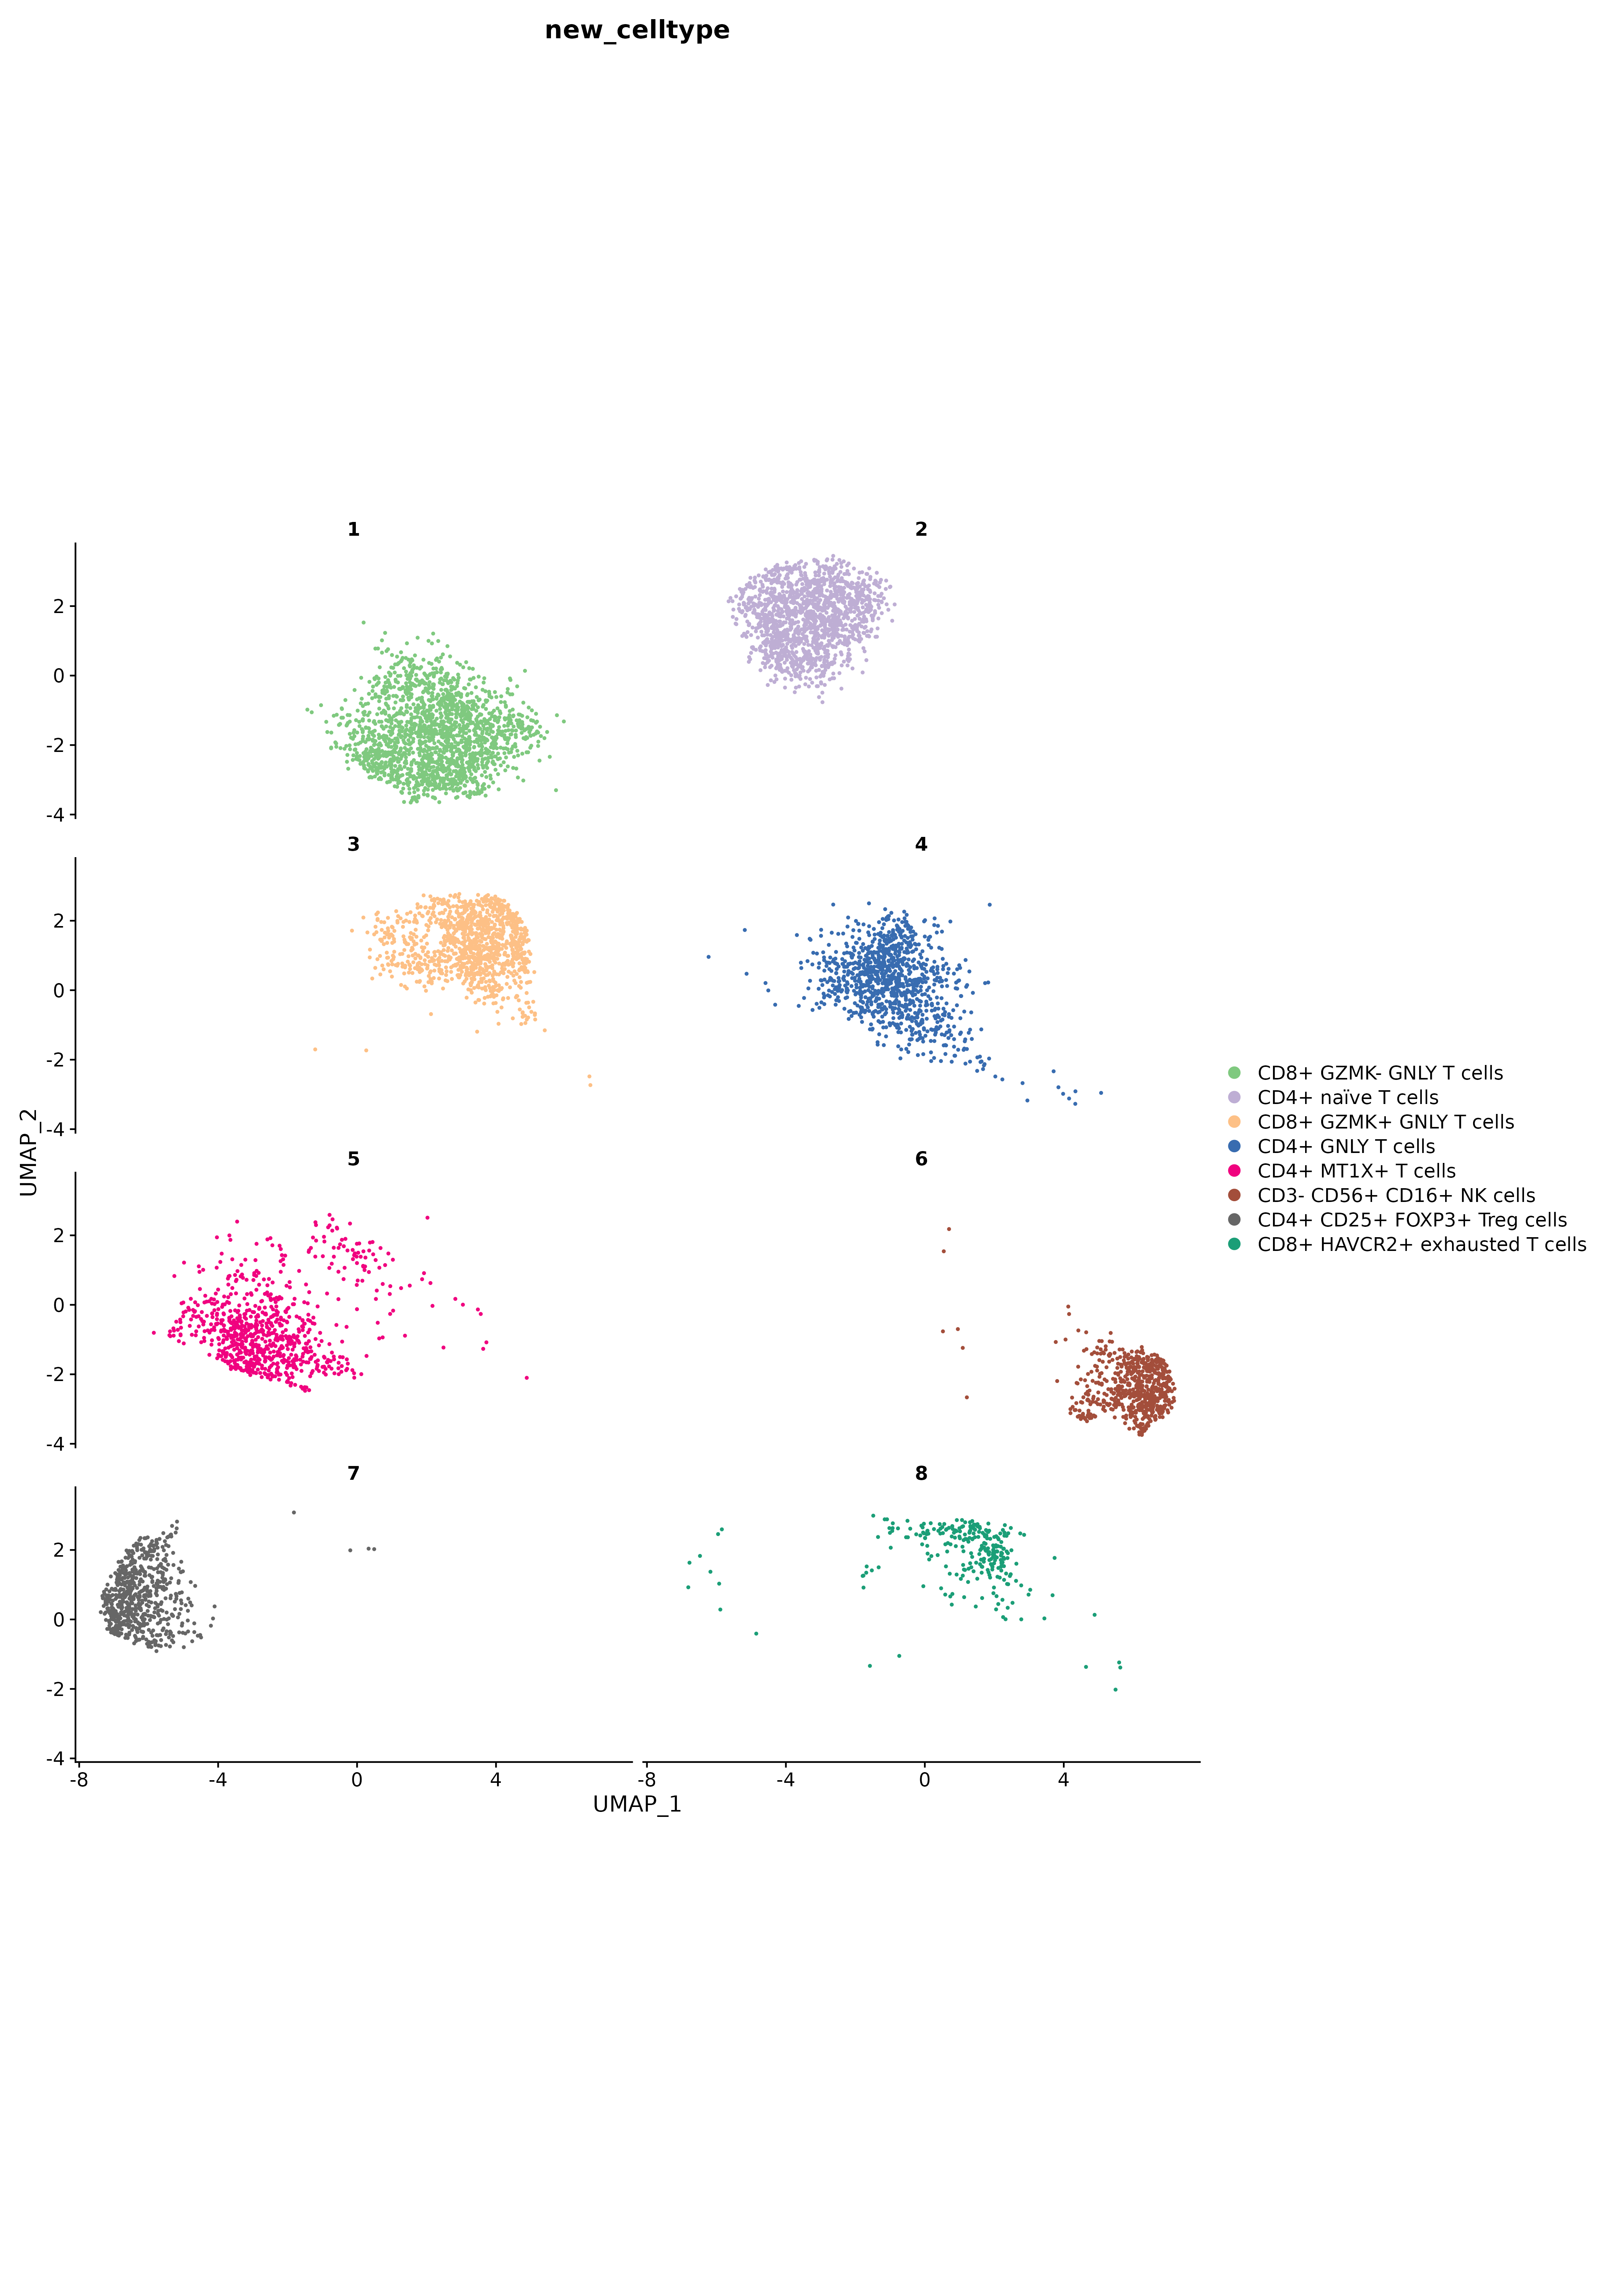 new_celltype
1
2
2
0
-2
-4
3
4
2
0
-2
-4
CD8+ GZMK- GNLY T cells
CD4+ naïve T cells
CD8+ GZMK+ GNLY T cells
CD4+ GNLY T cells
CD4+ MT1X+ T cells
CD3- CD56+ CD16+ NK cells
CD4+ CD25+ FOXP3+ Treg cells
CD8+ HAVCR2+ exhausted T cells
UMAP_2
5
6
2
0
-2
-4
7
8
2
0
-2
-4
-8 -4 0 4 -8 -4 0 4
UMAP_1